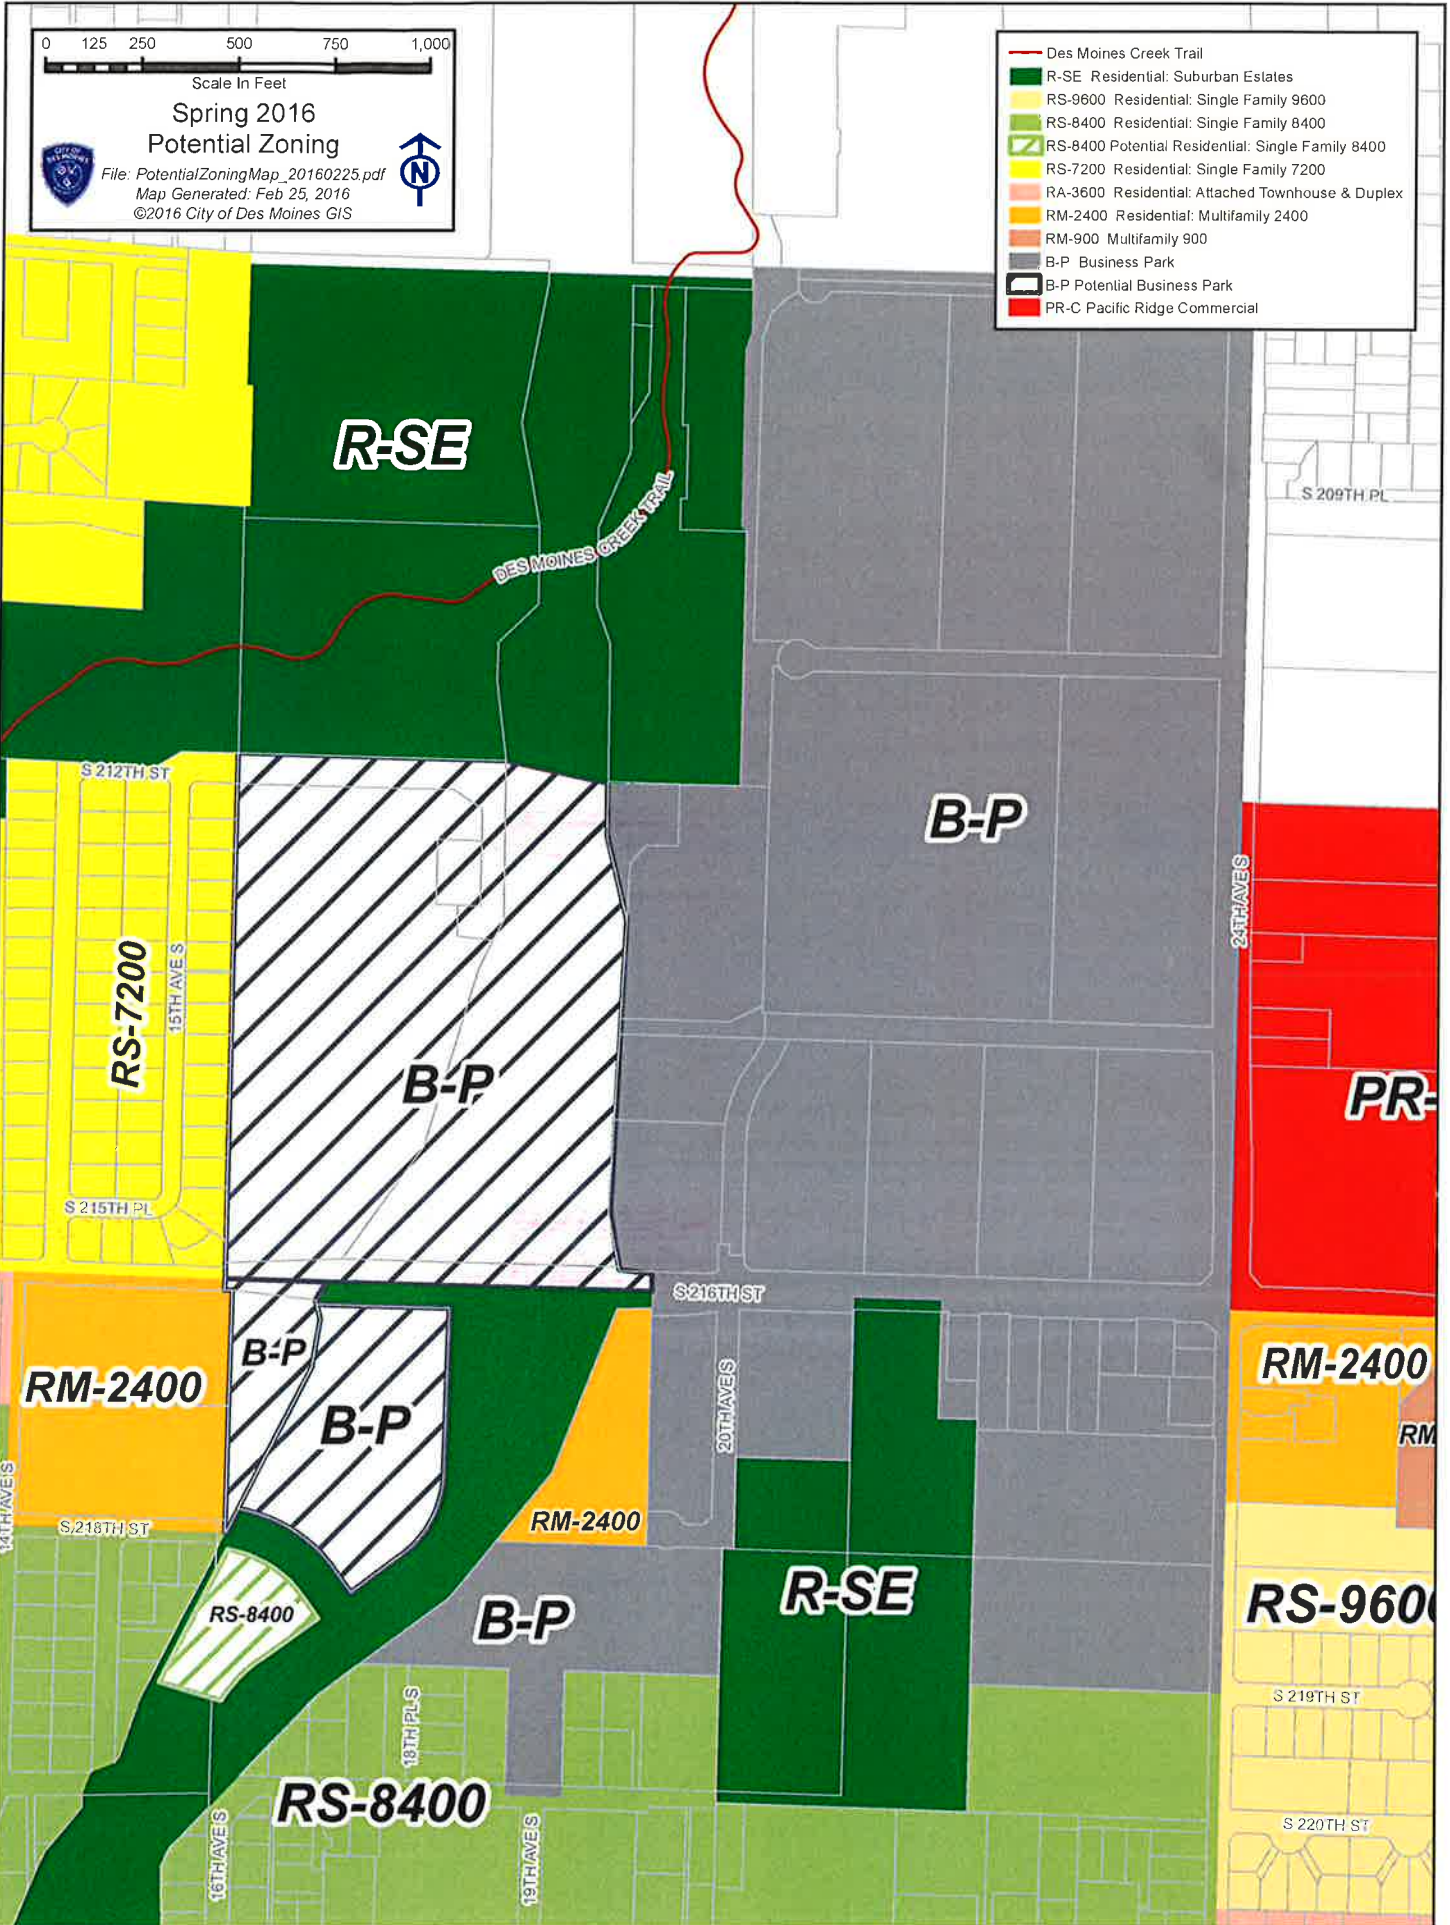 0 125 250 500 750 1,000
Scale In Feet
Spring 2016
Potential Zoning
CITY OF
DES MOINES
N
File: PotentialZoningMap_20160225.pdf
Map Generated: Feb 25, 2016
©2016 City of Des Moines GIS
Des Moines Creek Trail
R-SE Residential: Suburban Estates
RS-9600 Residential: Single Family 9600
RS-8400 Residential: Single Family 8400
RS-8400 Potential Residential: Single Family 8400
RS-7200 Residential: Single Family 7200
RA-3600 Residential: Attached Townhouse & Duplex
RM-2400 Residential: Multifamily 2400
RM-900 Multifamily 900
B-P Business Park
B-P Potential Business Park
PR-C Pacific Ridge Commercial
R-SE
S 209TH PL
DES MOINES CREEK TRAIL
S 212TH ST
B-P
24TH AVE S
RS-7200
15TH AVE S
B-P
PR-
S 215TH PL
S 216TH ST
B-P
RM-2400
B-P
20TH AVE S
RM-2400
RM
14TH AVE S
S 218TH ST
RM-2400
RS-8400
B-P
R-SE
RS-9600
S 219TH ST
18TH PL S
RS-8400
16TH AVE S
19TH AVE S
S 220TH ST